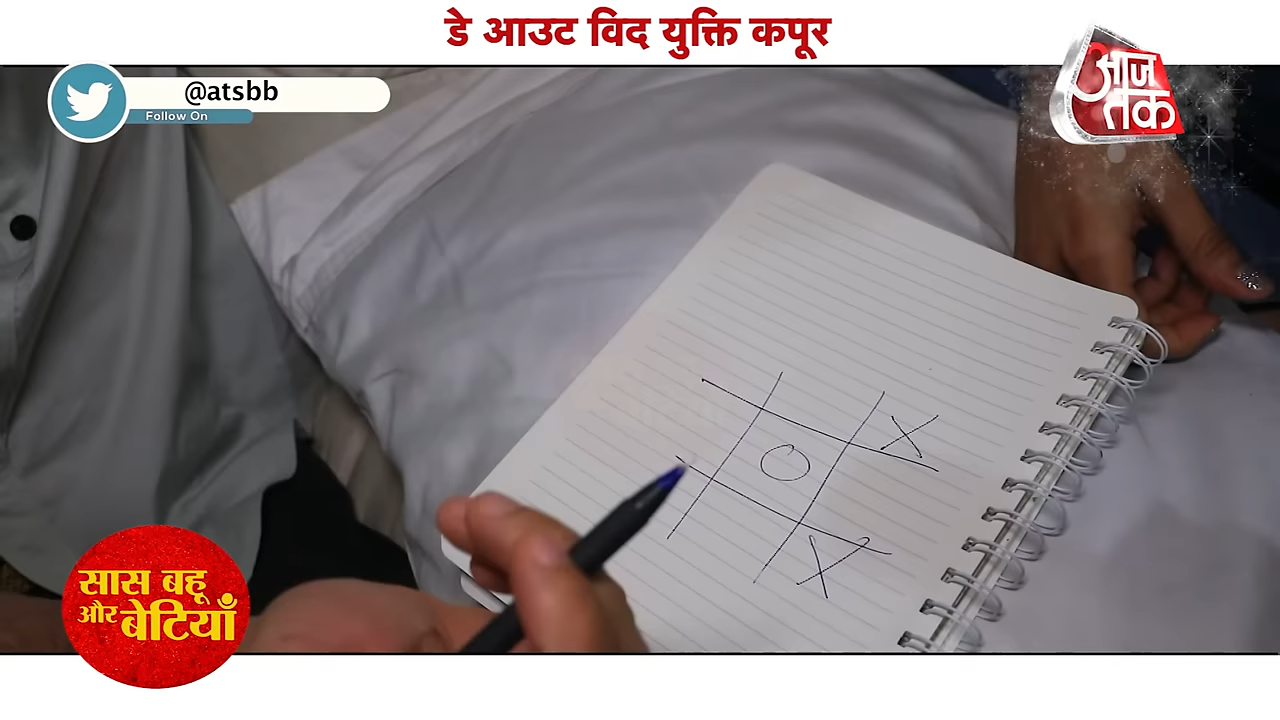 डे आउट विद युक्ति कपूर
आज
तक
@atsbb
Follow On
X
O
X
सास बहू
और बेटियाँ